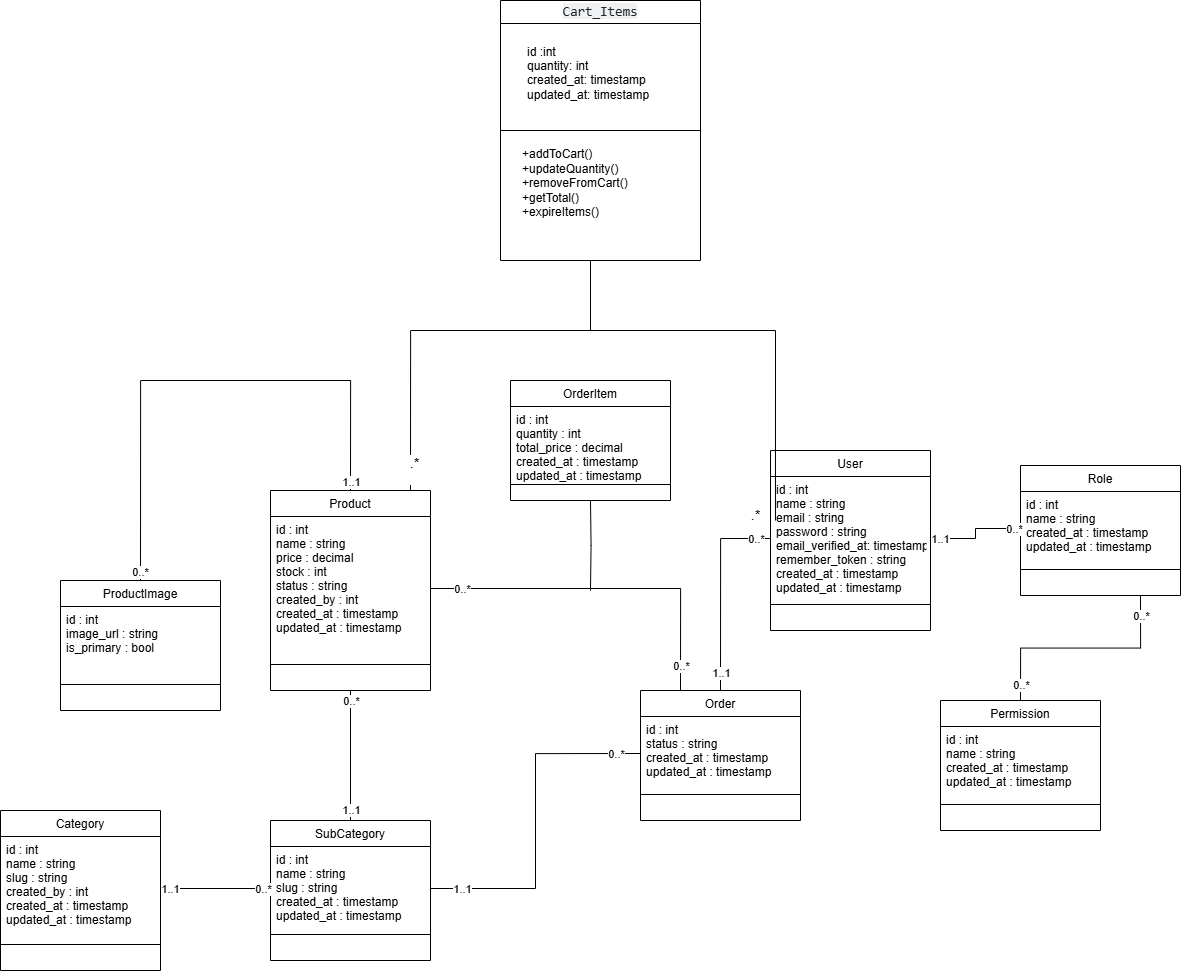 Cart_Items
id :int
quantity: int
created_at: timestamp
updated_at: timestamp
+addToCart()
+updateQuantity()
+removeFromCart()
+getTotal()
+expireItems()
OrderItem
id : int
quantity : int
total_price : decimal
created_at : timestamp
updated_at : timestamp
.*
1..1
Product
id : int
name : string
price : decimal
stock : int
status : string
created_by : int
created_at : timestamp
updated_at : timestamp
0..*
0..*
ProductImage
id : int
image_url : string
is_primary : bool
User
id : int
name : string
email : string
password : string
email_verified_at: timestamp
remember_token : string
created_at : timestamp
updated_at : timestamp
.*
0..*
1..1
0..*
Role
id : int
name : string
created_at : timestamp
updated_at : timestamp
0..*
0..*
Permission
id : int
name : string
created_at : timestamp
updated_at : timestamp
0..*
1..1
Order
id : int
status : string
created_at : timestamp
updated_at : timestamp
0..*
0..*
1..1
Category
id : int
name : string
slug : string
created_by : int
created_at : timestamp
updated_at : timestamp
1..1
0..*
SubCategory
id : int
name : string
slug : string
created_at : timestamp
updated_at : timestamp
1..1